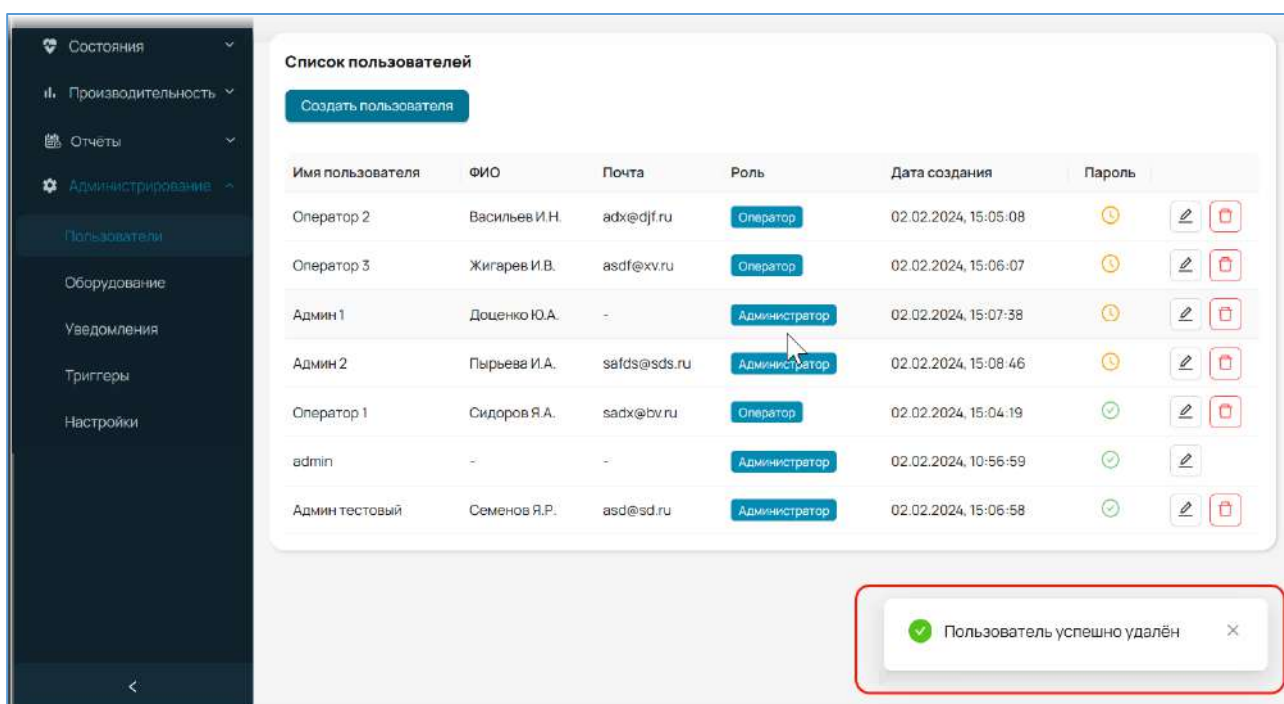 Состояния
Производительность
Отчёты
Администрирование
Пользователи
Оборудование
Уведомления
Триггеры
Настройки
Список пользователей
Создать пользователя
Имя пользователя ФИО Почта Роль Дата создания Пароль
Оператор 2 Васильев И.Н. adx@djf.ru Оператор 02.02.2024, 15:05:08
Оператор 3 Жигарев И.В. asdf@xv.ru Оператор 02.02.2024, 15:06:07
Админ 1 Доценко Ю.А. - Администратор 02.02.2024, 15:07:38
Админ 2 Пырьева И.А. safds@sds.ru Администратор 02.02.2024, 15:08:46
Оператор 1 Сидоров Я.А. sadx@bv.ru Оператор 02.02.2024, 15:04:19
admin - - Администратор 02.02.2024, 10:56:59
Админ тестовый Семенов Я.Р. asd@sd.ru Администратор 02.02.2024, 15:06:58
Пользователь успешно удалён